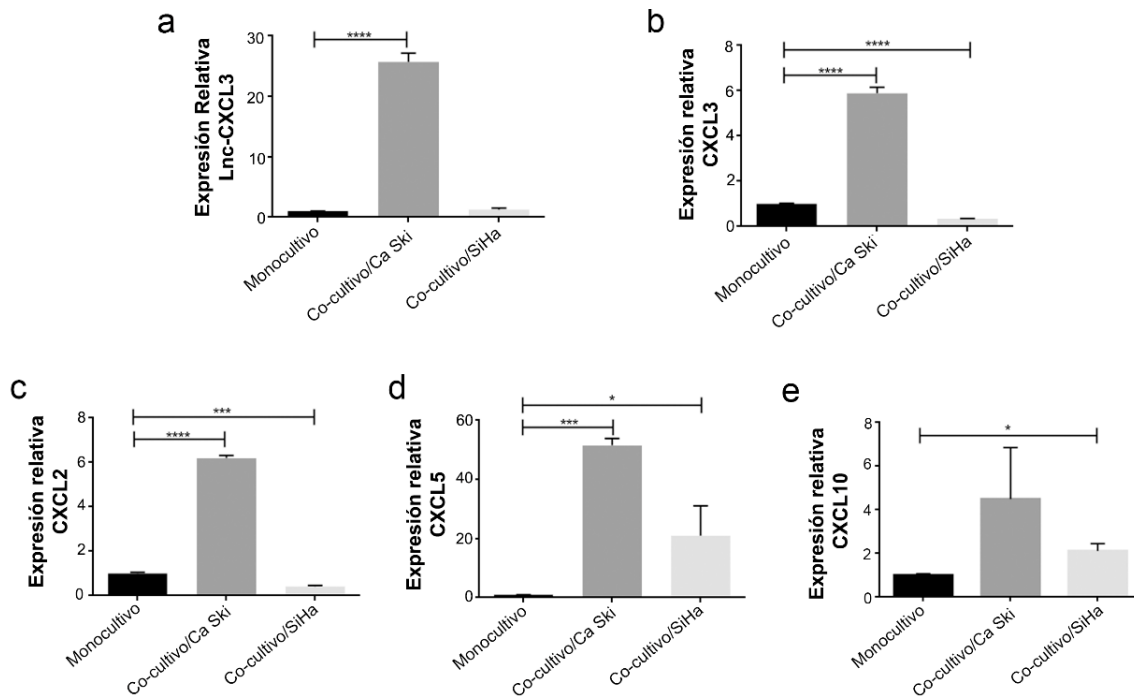 a
Expresión Relativa
Lnc-CXCL3
30
20
10
0
****
Monocultivo
Co-cultivo/Ca Ski
Co-cultivo/SiHa
b
Expresión relativa
CXCL3
8
6
4
2
0
****
****
Monocultivo
Co-cultivo/Ca Ski
Co-cultivo/SiHa
c
Expresión relativa
CXCL2
8
6
4
2
0
***
****
Monocultivo
Co-cultivo/Ca Ski
Co-cultivo/SiHa
d
Expresión relativa
CXCL5
60
40
20
0
*
***
Monocultivo
Co-cultivo/Ca Ski
Co-cultivo/SiHa
e
Expresión relativa
CXCL10
8
6
4
2
0
*
Monocultivo
Co-cultivo/Ca Ski
Co-cultivo/SiHa